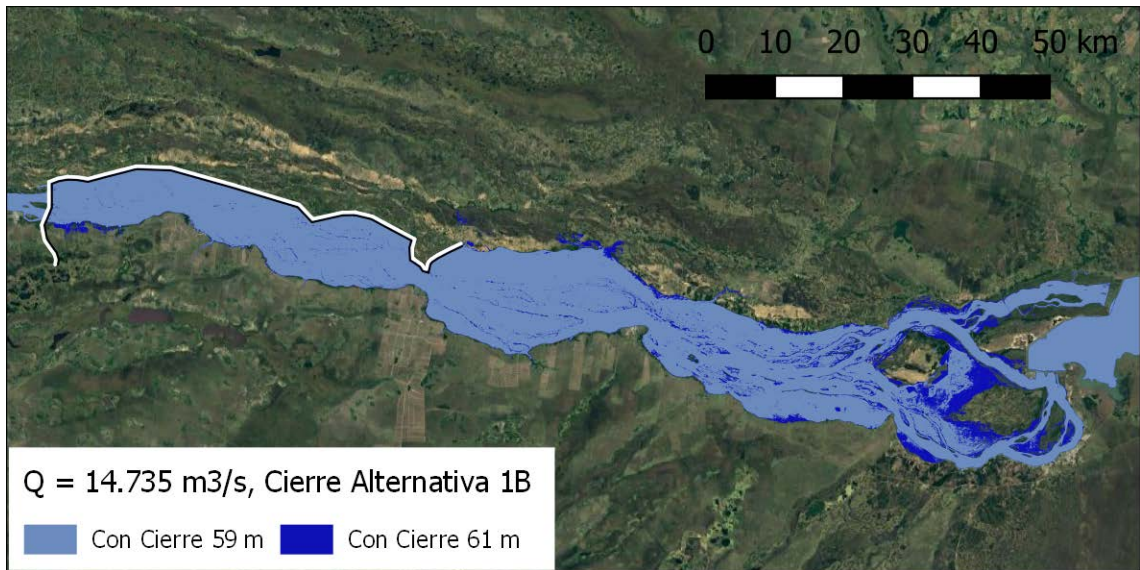 0 10 20 30 40 50 km
Q = 14.735 m3/s, Cierre Alternativa 1B
Con Cierre 59 m Con Cierre 61 m